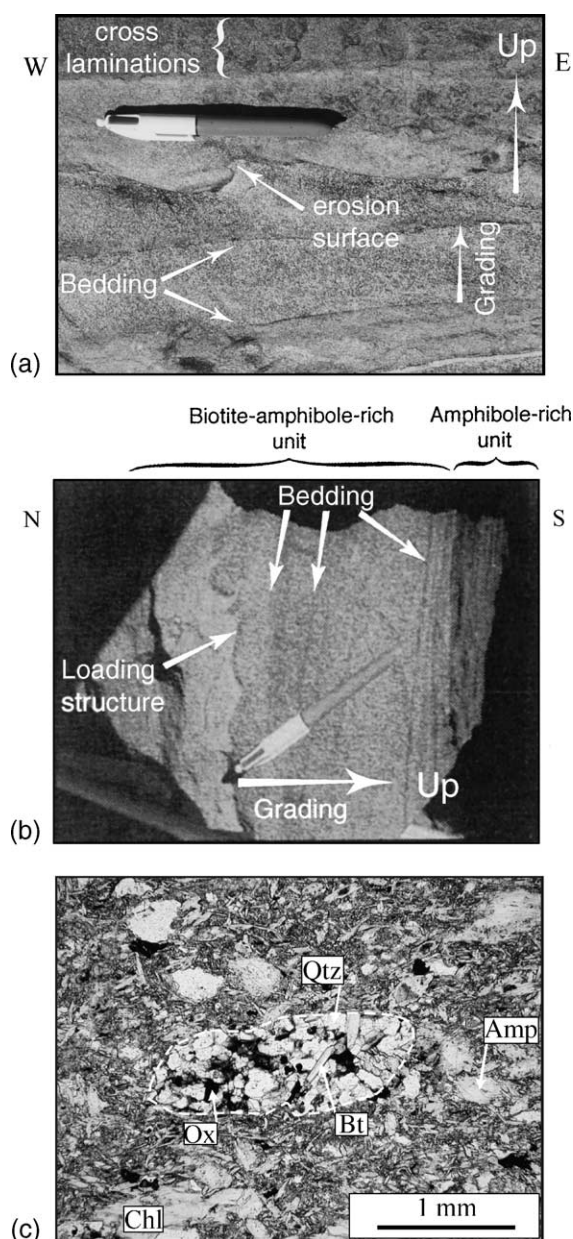 cross
laminations
Up
W
E
erosion
surface
Bedding
Grading
(a)
Biotite-amphibole-rich
unit
Amphibole-rich
unit
N
S
Bedding
Loading
structure
Up
Grading
(b)
Qtz
Amp
Ox
Bt
Chl
1 mm
(c)